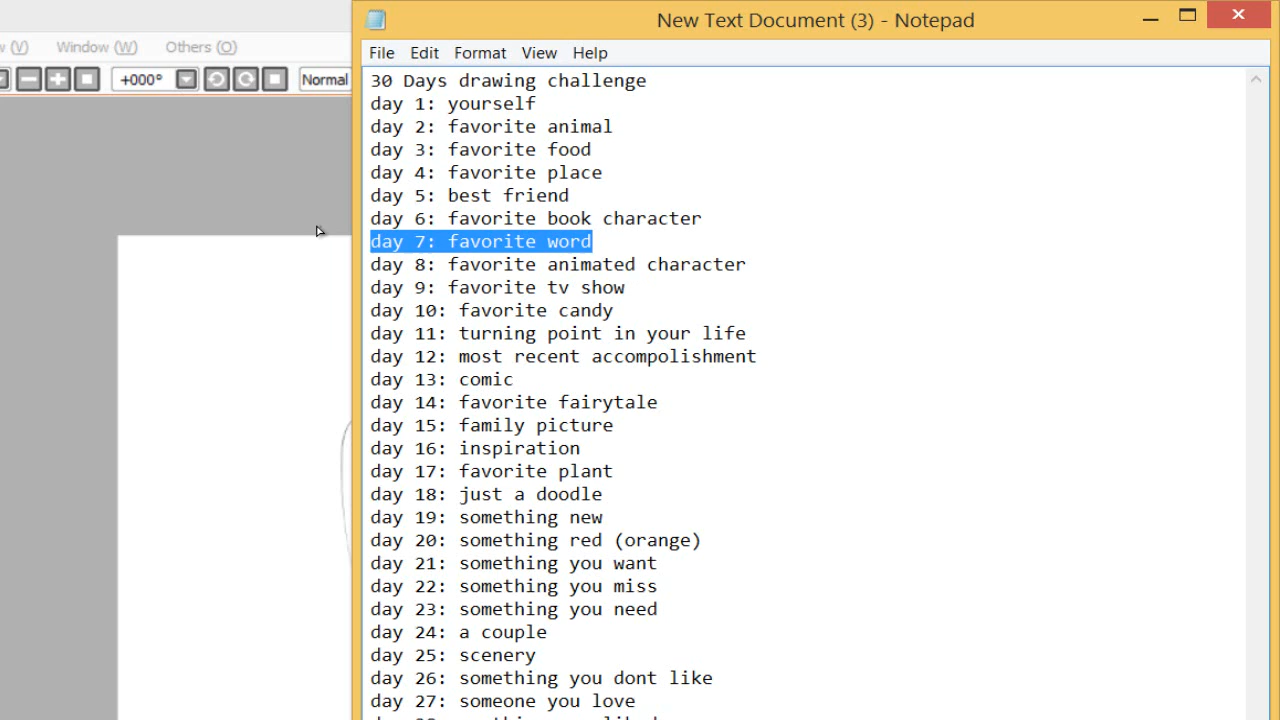 New Text Document (3) - Notepad
(V) Window (W) Others (O)
File Edit Format View Help
+000° Normal
30 Days drawing challenge
day 1: yourself
day 2: favorite animal
day 3: favorite food
day 4: favorite place
day 5: best friend
day 6: favorite book character
day 7: favorite word
day 8: favorite animated character
day 9: favorite tv show
day 10: favorite candy
day 11: turning point in your life
day 12: most recent accompolishment
day 13: comic
day 14: favorite fairytale
day 15: family picture
day 16: inspiration
day 17: favorite plant
day 18: just a doodle
day 19: something new
day 20: something red (orange)
day 21: something you want
day 22: something you miss
day 23: something you need
day 24: a couple
day 25: scenery
day 26: something you dont like
day 27: someone you love